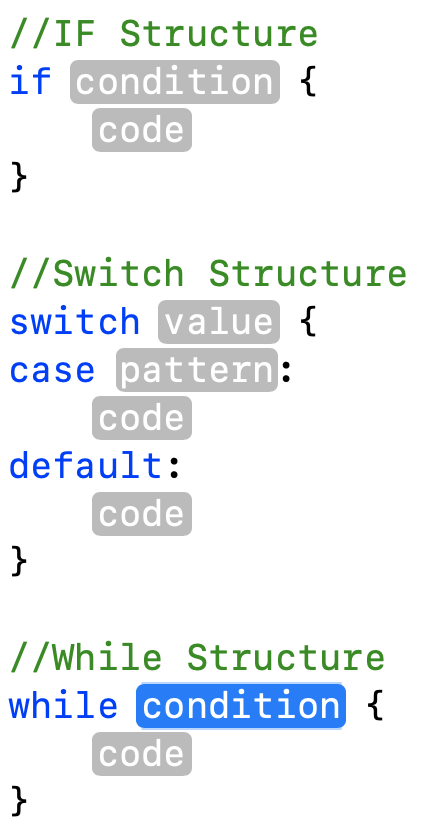 //IF Structure
if condition {
code
}
//Switch Structure
switch value {
case pattern:
code
default:
code
}
//While Structure
while condition {
code
}